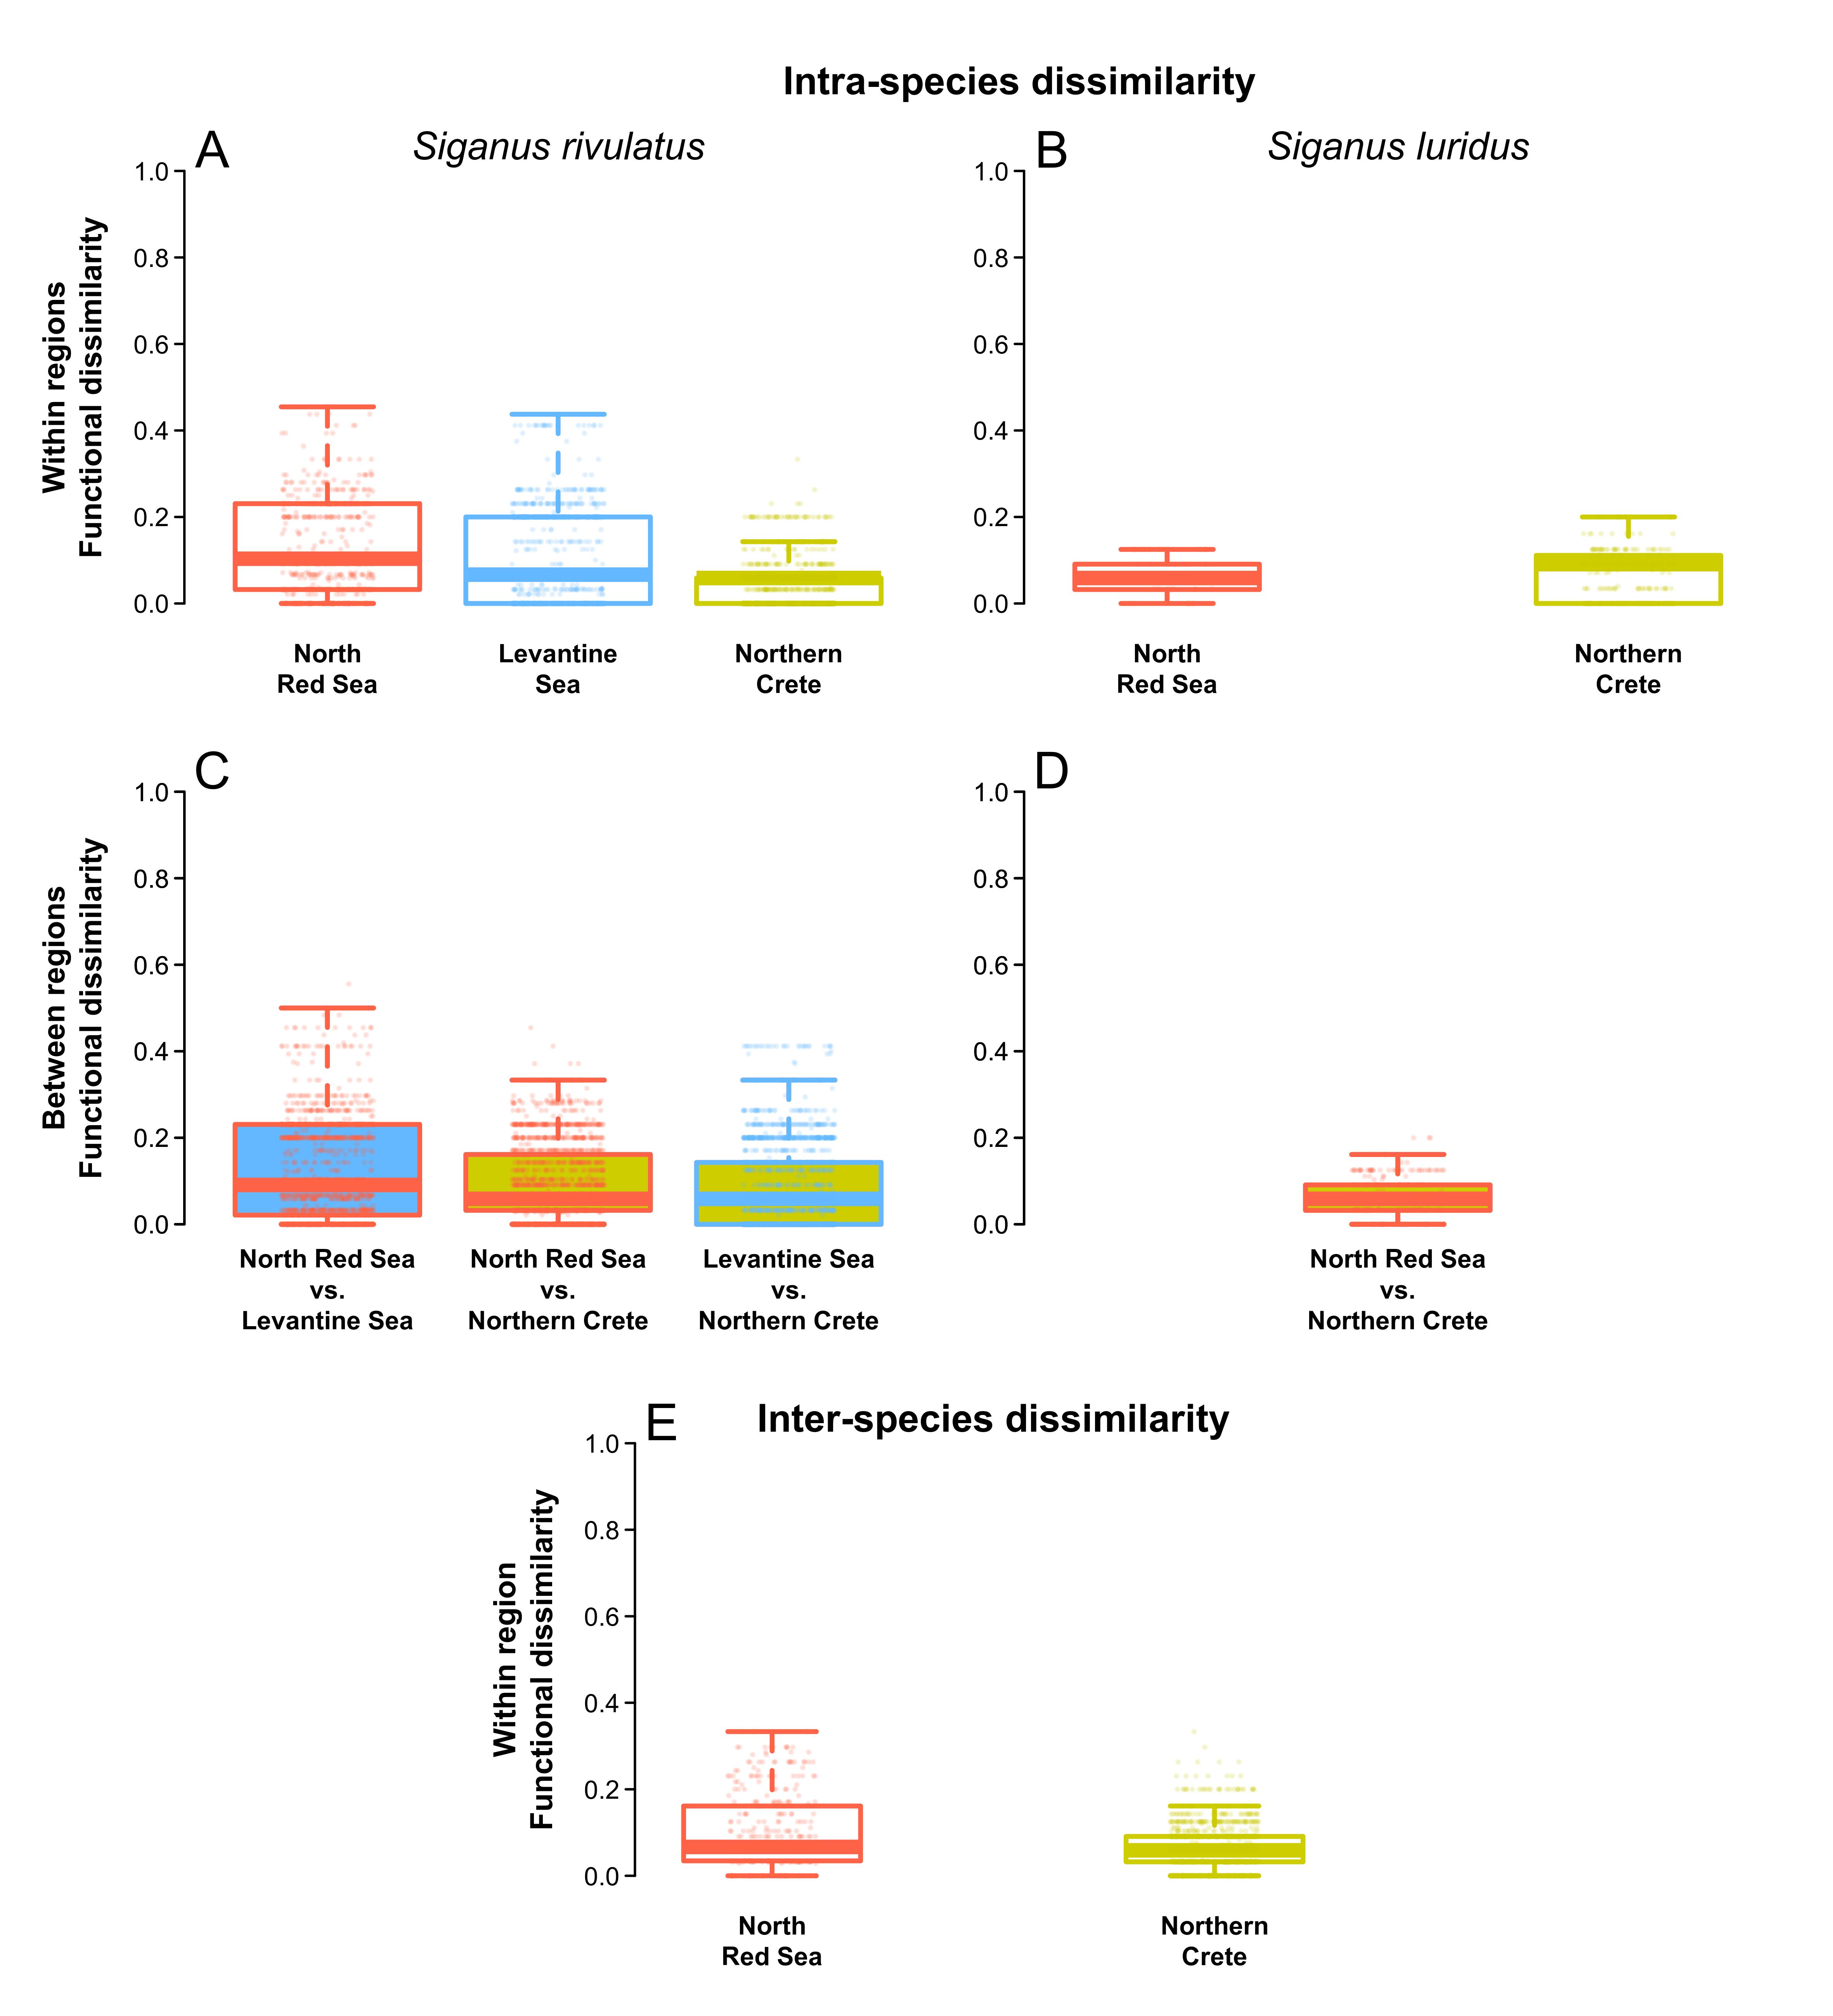 Intra-species dissimilarity
A
Siganus rivulatus
B
Siganus luridus
Within regions
Functional dissimilarity
1.0
0.8
0.6
0.4
0.2
0.0
North
Red Sea
Levantine
Sea
Northern
Crete
1.0
0.8
0.6
0.4
0.2
0.0
North
Red Sea
Northern
Crete
C
D
Between regions
Functional dissimilarity
1.0
0.8
0.6
0.4
0.2
0.0
North Red Sea
vs.
Levantine Sea
North Red Sea
vs.
Northern Crete
Levantine Sea
vs.
Northern Crete
1.0
0.8
0.6
0.4
0.2
0.0
North Red Sea
vs.
Northern Crete
E
Inter-species dissimilarity
Within region
Functional dissimilarity
1.0
0.8
0.6
0.4
0.2
0.0
North
Red Sea
Northern
Crete